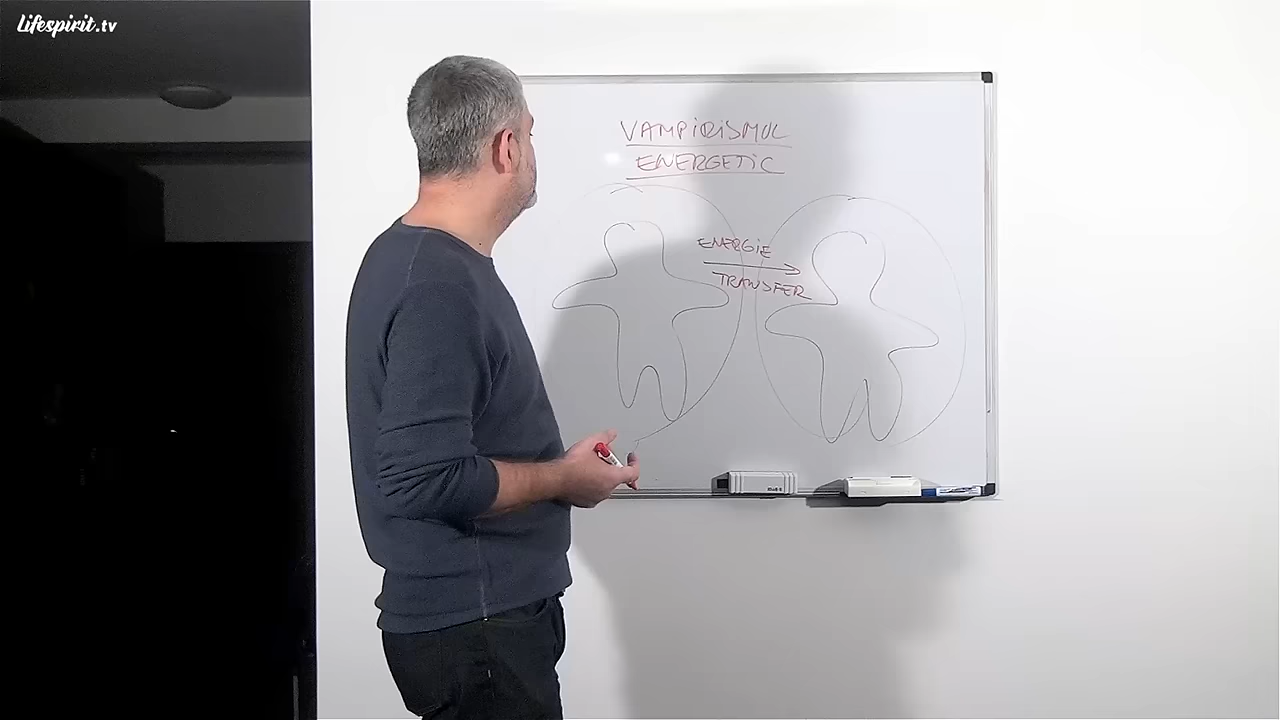 Lifespirit.tv
VAMPIRISMUL
ENERGETIC
ENERGIE
TRANSFER